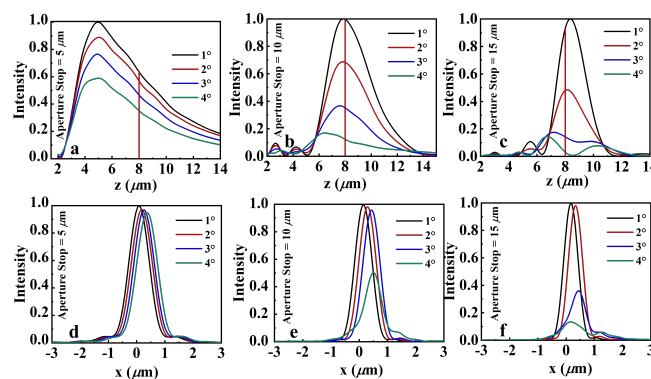 1.0
0.8
0.6
0.4
0.2
0.0
Intensity
Aperture Stop = 5 μm
1°
2°
3°
4°
a
2 4 6 8 10 12 14
z (μm)
1.0
0.8
0.6
0.4
0.2
0.0
Intensity
Aperture Stop = 10 μm
1°
2°
3°
4°
b
2 4 6 8 10 12 14
z (μm)
1.0
0.8
0.6
0.4
0.2
0.0
Intensity
Aperture Stop = 15 μm
1°
2°
3°
4°
c
2 4 6 8 10 12 14
z (μm)
1.0
0.8
0.6
0.4
0.2
0.0
Intensity
Aperture Stop = 5 μm
1°
2°
3°
4°
d
-3 -2 -1 0 1 2 3
x (μm)
1.0
0.8
0.6
0.4
0.2
0.0
Intensity
Aperture Stop = 10 μm
1°
2°
3°
4°
e
-3 -2 -1 0 1 2 3
x (μm)
1.0
0.8
0.6
0.4
0.2
0.0
Intensity
Aperture Stop = 15 μm
1°
2°
3°
4°
f
-3 -2 -1 0 1 2 3
x (μm)